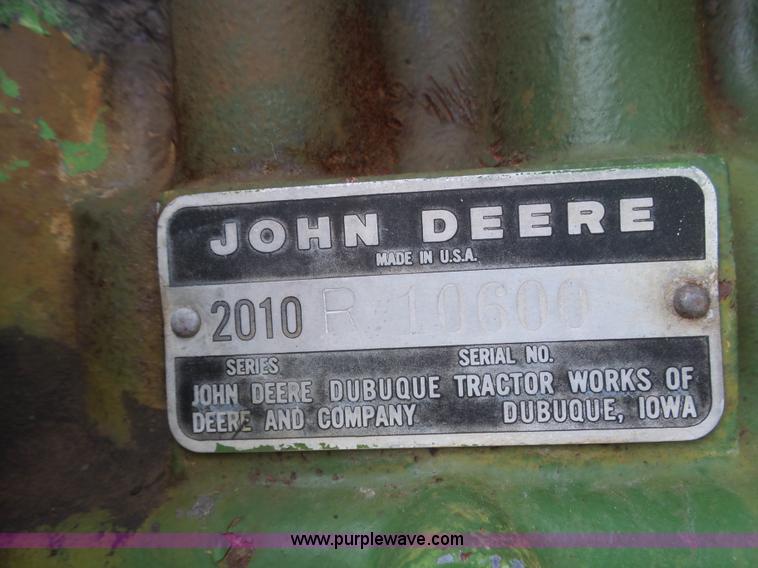 JOHN DEERE
MADE IN U.S.A.
2010 R 10600
SERIES SERIAL NO.
JOHN DEERE DUBUQUE TRACTOR WORKS OF
DEERE AND COMPANY DUBUQUE, IOWA
www.purplewave.com